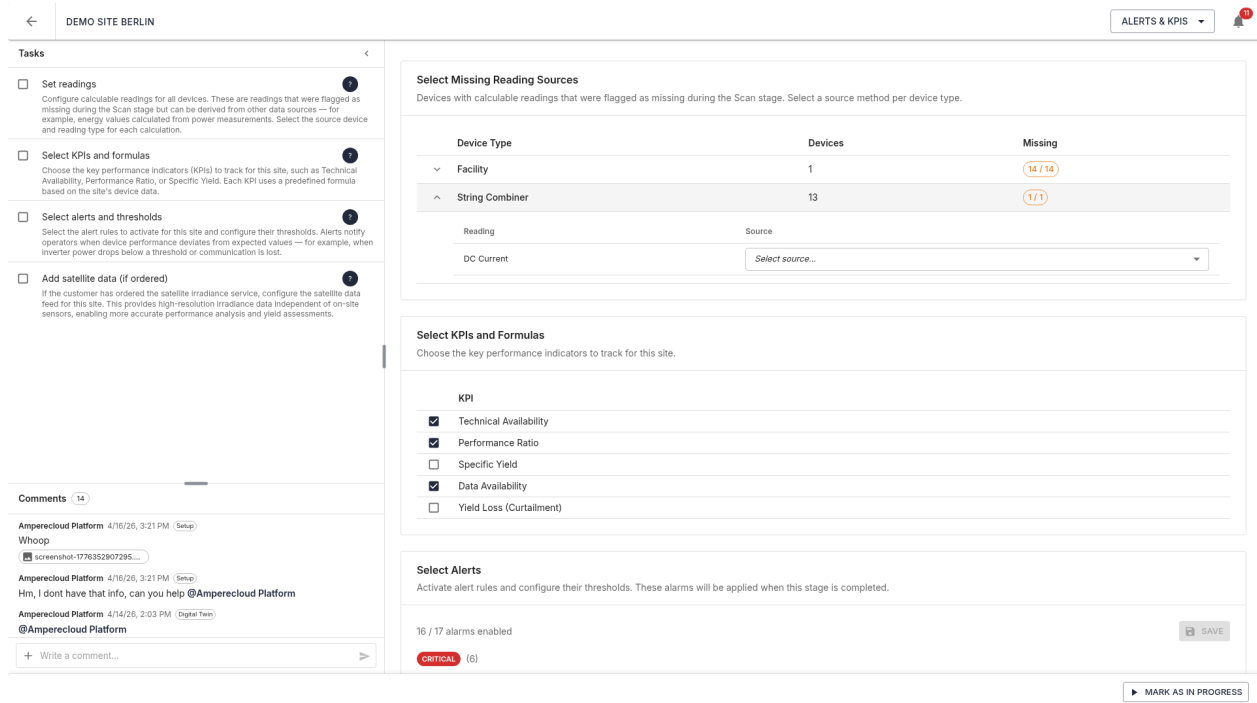 DEMO SITE BERLIN
ALERTS & KPIS
11
Tasks
Set readings
?
Configure calculable readings for all devices. These are readings that were flagged as
missing during the Scan stage but can be derived from other data sources — for
example, energy values calculated from power measurements. Select the source device
and reading type for each calculation.
Select KPIs and formulas
?
Choose the key performance indicators (KPIs) to track for this site, such as Technical
Availability, Performance Ratio, or Specific Yield. Each KPI uses a predefined formula
based on the site's device data.
Select alerts and thresholds
?
Select the alert rules to activate for this site and configure their thresholds. Alerts notify
operators when device performance deviates from expected values — for example, when
inverter power drops below a threshold or communication is lost.
Add satellite data (if ordered)
?
If the customer has ordered the satellite irradiance service, configure the satellite data
feed for this site. This provides high-resolution irradiance data independent of on-site
sensors, enabling more accurate performance analysis and yield assessments.
Comments 14
Amperecloud Platform 4/16/26, 3:21 PM Setup
Whoop
screenshot-1776352907295....
Amperecloud Platform 4/16/26, 3:21 PM Setup
Hm, I dont have that info, can you help @Amperecloud Platform
Amperecloud Platform 4/14/26, 2:03 PM Digital Twin
@Amperecloud Platform
Write a comment...
Select Missing Reading Sources
Devices with calculable readings that were flagged as missing during the Scan stage. Select a source method per device type.
Device Type Devices Missing
Facility 1 14 / 14
String Combiner 13 1 / 1
Reading Source
DC Current Select source...
Select KPIs and Formulas
Choose the key performance indicators to track for this site.
KPI
Technical Availability
Performance Ratio
Specific Yield
Data Availability
Yield Loss (Curtailment)
Select Alerts
Activate alert rules and configure their thresholds. These alarms will be applied when this stage is completed.
16 / 17 alarms enabled
SAVE
CRITICAL (6)
MARK AS IN PROGRESS